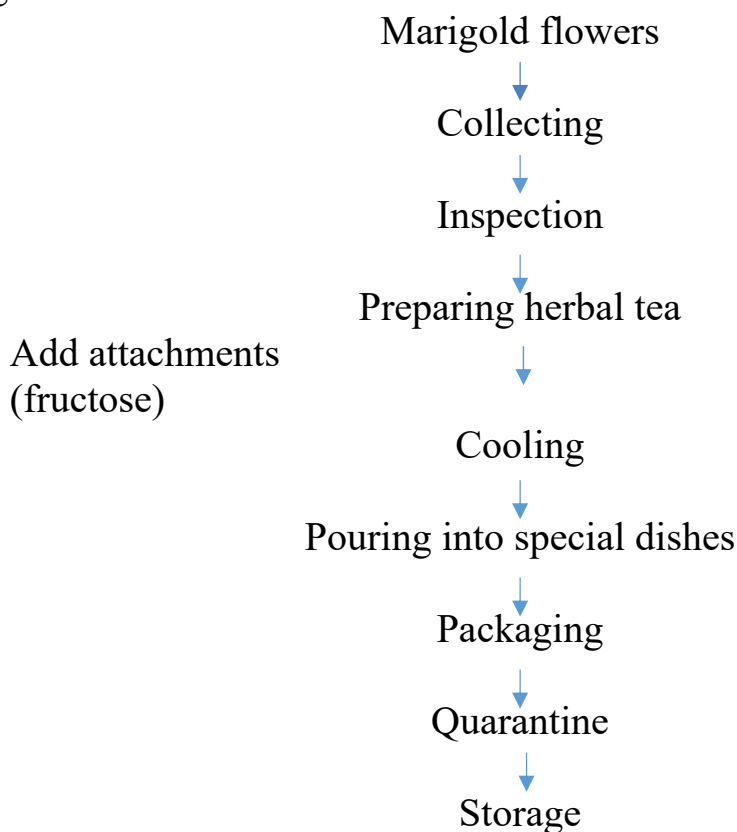 Marigold flowers
Collecting
Inspection
Preparing herbal tea
Add attachments
(fructose)
Cooling
Pouring into special dishes
Packaging
Quarantine
Storage